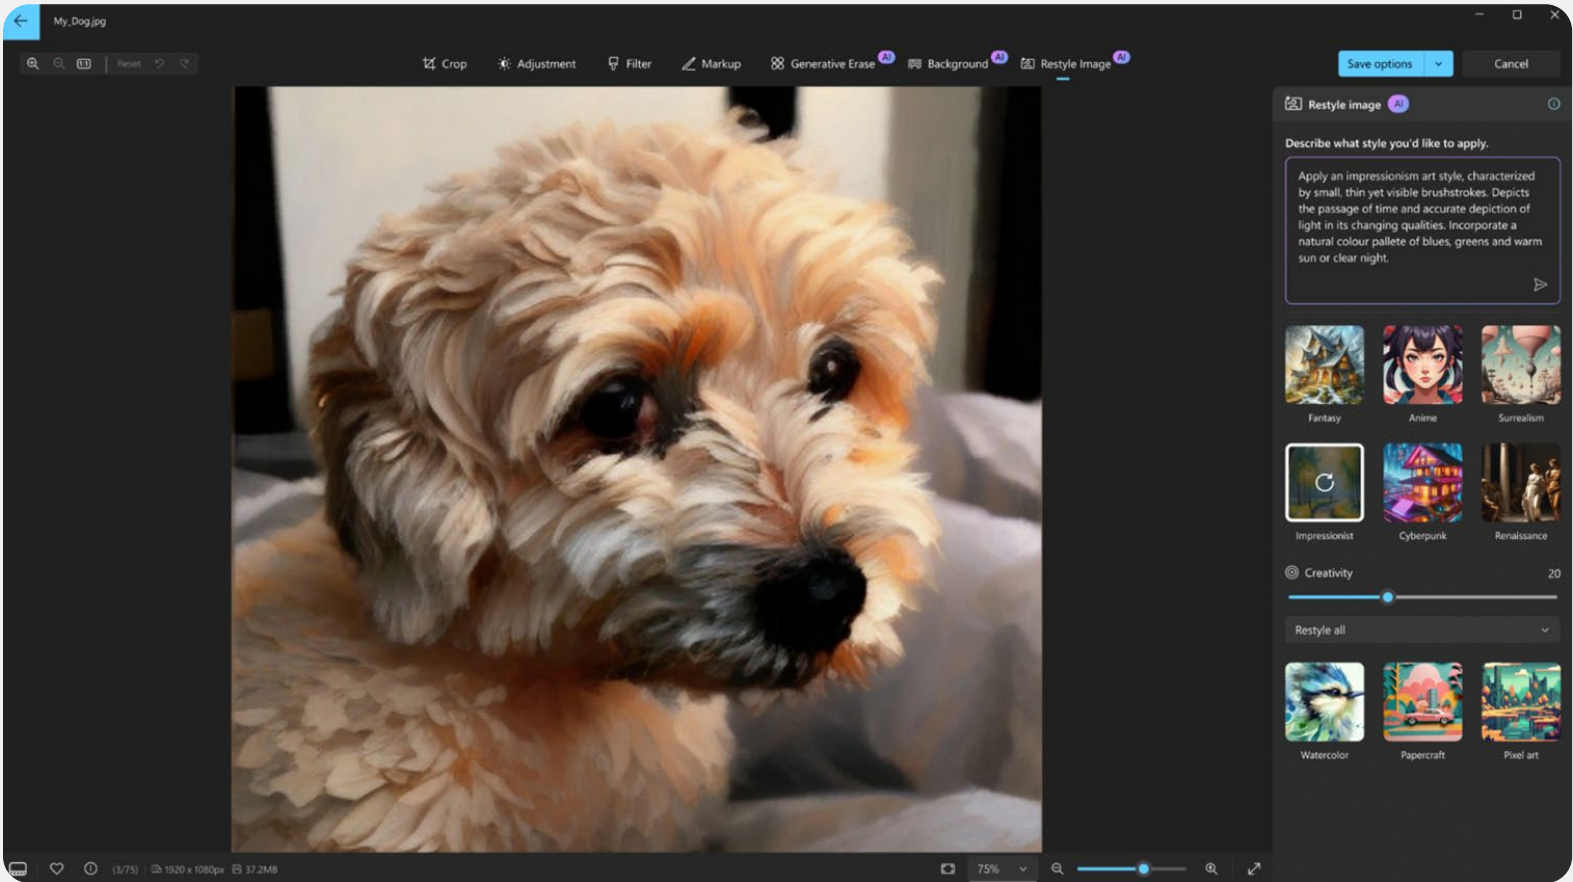 My_Dog.jpg
Reset
Crop
Adjustment
Filter
Markup
Generative Erase AI
Background AI
Restyle Image AI
Save options
Cancel
Restyle image AI
Describe what style you'd like to apply.
Apply an impressionism art style, characterized
by small, thin yet visible brushstrokes. Depicts
the passage of time and accurate depiction of
light in its changing qualities. Incorporate a
natural colour pallete of blues, greens and warm
sun or clear night.
Fantasy
Anime
Surrealism
Impressionist
Cyberpunk
Renaissance
Creativity
20
Restyle all
Watercolor
Papercraft
Pixel art
(3/75)
1920 x 1080px
37.2MB
75%